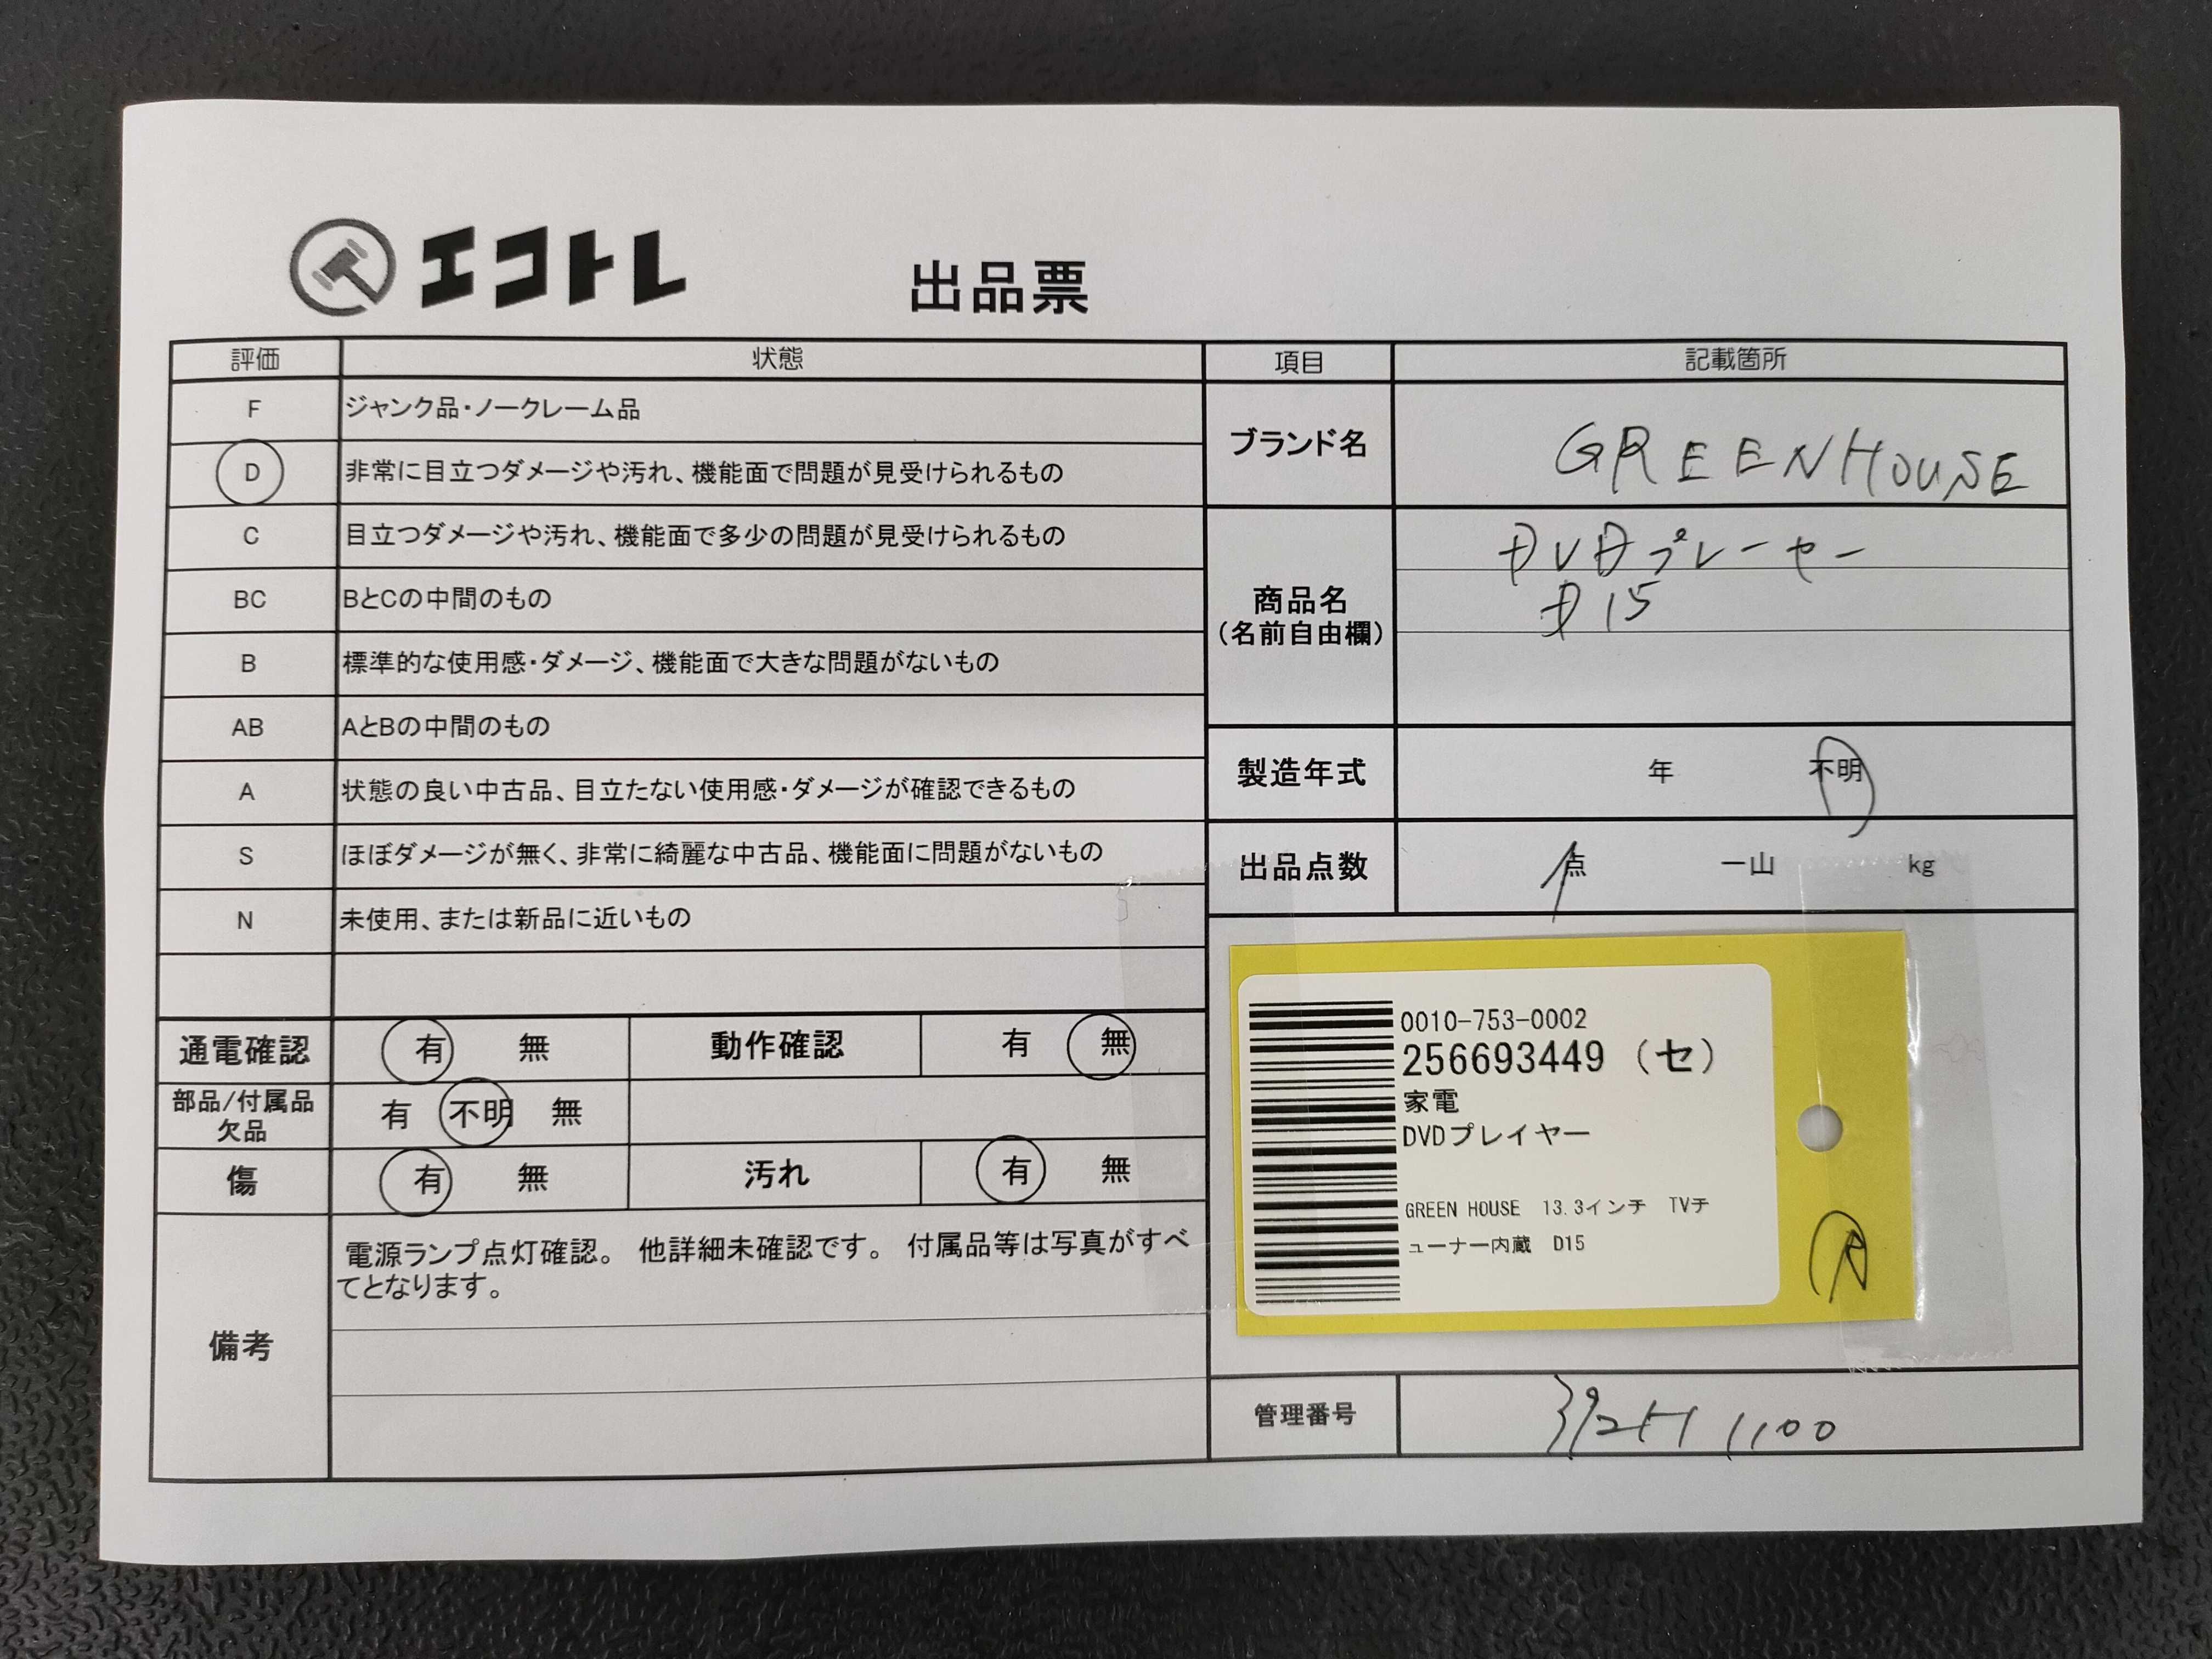 エコトレ
出品票
評価 状態
F ジャンク品・ノークレーム品
D 非常に目立つダメージや汚れ、機能面で問題が見受けられるもの
C 目立つダメージや汚れ、機能面で多少の問題が見受けられるもの
BC BとCの中間のもの
B 標準的な使用感・ダメージ、機能面で大きな問題がないもの
AB AとBの中間のもの
A 状態の良い中古品、目立たない使用感・ダメージが確認できるもの
S ほぼダメージが無く、非常に綺麗な中古品、機能面に問題がないもの
N 未使用、または新品に近いもの
通電確認 有 無 動作確認 有 無
部品/付属品
欠品
有 不明 無
傷 有 無 汚れ 有 無
備考
電源ランプ点灯確認。 他詳細未確認です。 付属品等は写真がすべ
てとなります。
項目 記載箇所
ブランド名 GREENHOUSE
商品名
(名前自由欄)
DVDプレーヤー
D15
製造年式 年 不明
出品点数 1点 一山 kg
0010-753-0002
256693449 (セ)
家電
DVDプレイヤー
GREEN HOUSE 13.3インチ TVチ
ューナー内蔵 D15
管理番号 1100